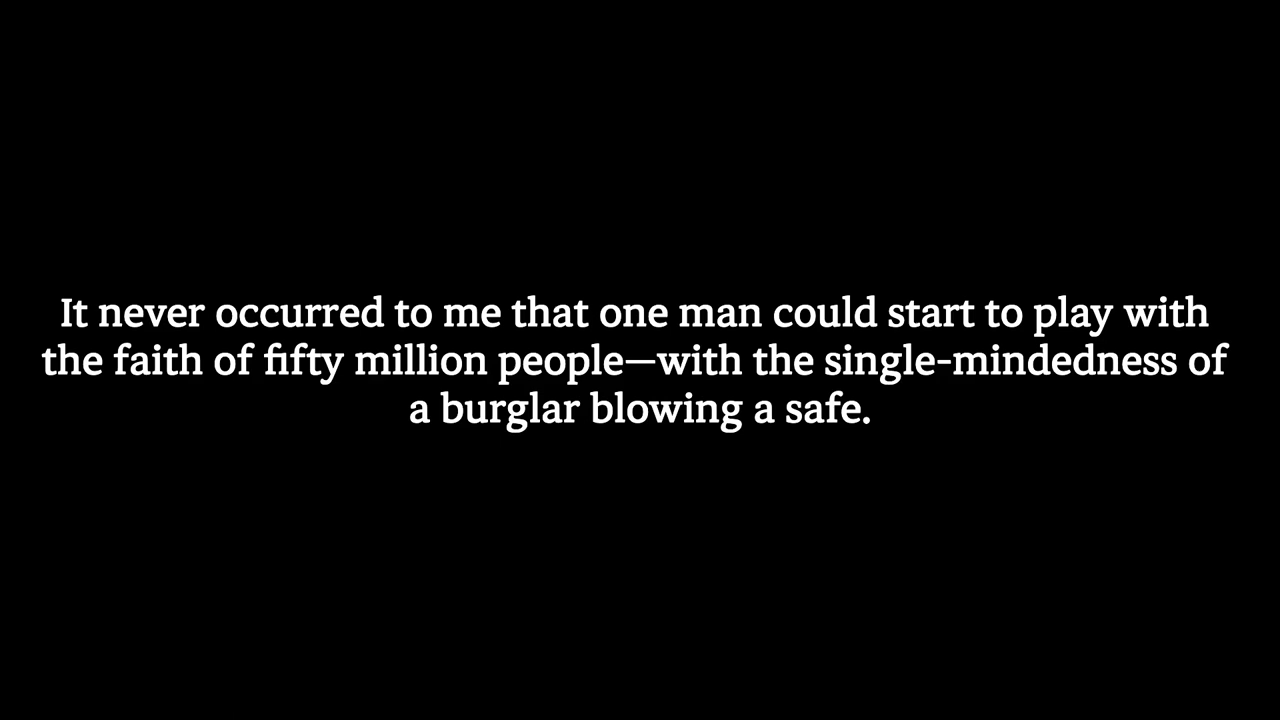 It never occurred to me that one man could start to play with
the faith of fifty million people—with the single-mindedness of
a burglar blowing a safe.